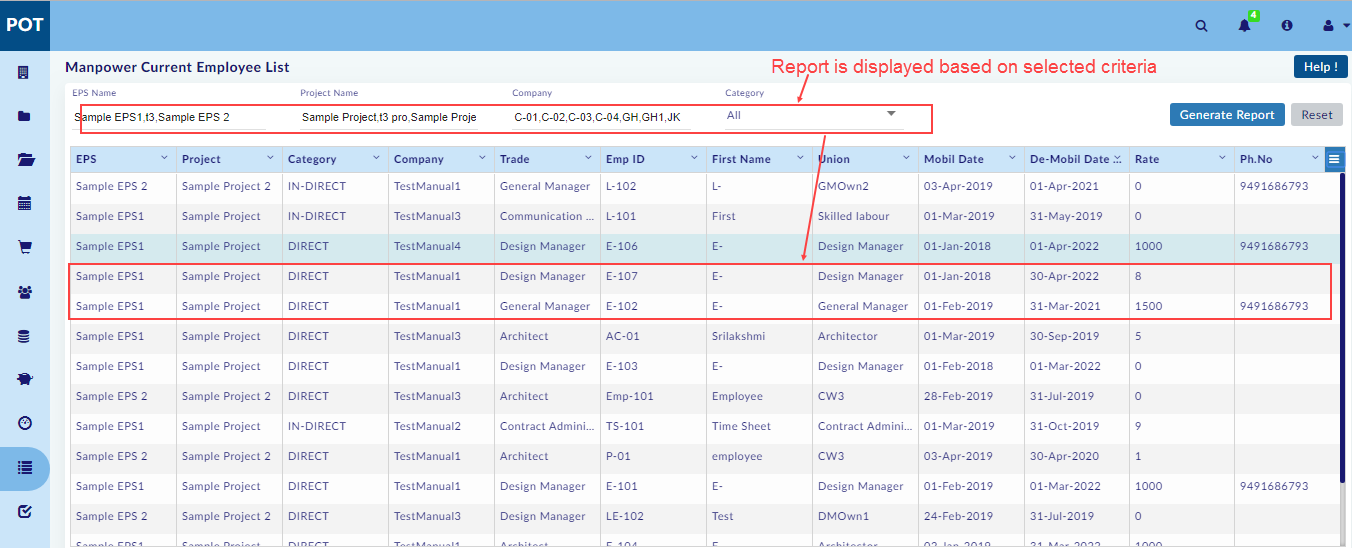 POT
4
Manpower Current Employee List
Report is displayed based on selected criteria
Help !
EPS Name Project Name Company Category
Sample EPS1,t3,Sample EPS 2 Sample Project,t3 pro,Sample Proje C-01,C-02,C-03,C-04,GH,GH1,JK All
Generate Report Reset
EPS Project Category Company Trade Emp ID First Name Union Mobil Date De-Mobil Date ... Rate Ph.No
Sample EPS 2 Sample Project 2 IN-DIRECT TestManual1 General Manager L-102 L- GMOwn2 03-Apr-2019 01-Apr-2021 0 9491686793
Sample EPS1 Sample Project IN-DIRECT TestManual3 Communication ... L-101 First Skilled labour 01-Mar-2019 31-May-2019 0
Sample EPS1 Sample Project DIRECT TestManual4 Design Manager E-106 E- Design Manager 01-Jan-2018 01-Apr-2022 1000 9491686793
Sample EPS1 Sample Project DIRECT TestManual1 Design Manager E-107 E- Design Manager 01-Jan-2018 30-Apr-2022 8
Sample EPS1 Sample Project DIRECT TestManual1 General Manager E-102 E- General Manager 01-Feb-2019 31-Mar-2021 1500 9491686793
Sample EPS1 Sample Project DIRECT TestManual3 Architect AC-01 Srilakshmi Architector 01-Mar-2019 30-Sep-2019 5
Sample EPS1 Sample Project DIRECT TestManual1 Design Manager E-103 E- Design Manager 01-Feb-2018 01-Mar-2022 0
Sample EPS 2 Sample Project 2 DIRECT TestManual3 Architect Emp-101 Employee CW3 28-Feb-2019 31-Jul-2019 0
Sample EPS1 Sample Project IN-DIRECT TestManual2 Contract Admini... TS-101 Time Sheet Contract Admini... 01-Mar-2019 31-Oct-2019 9
Sample EPS 2 Sample Project 2 DIRECT TestManual1 Architect P-01 employee CW3 03-Apr-2019 30-Apr-2020 1
Sample EPS1 Sample Project DIRECT TestManual1 Design Manager E-101 E- Design Manager 01-Feb-2019 01-Mar-2022 1000 9491686793
Sample EPS 2 Sample Project 2 DIRECT TestManual3 Design Manager LE-102 Test DMOwn1 24-Feb-2019 31-Jul-2019 0
Sample EPS1 Sample Project DIRECT TestManual1 Architect E-104 E- Architector